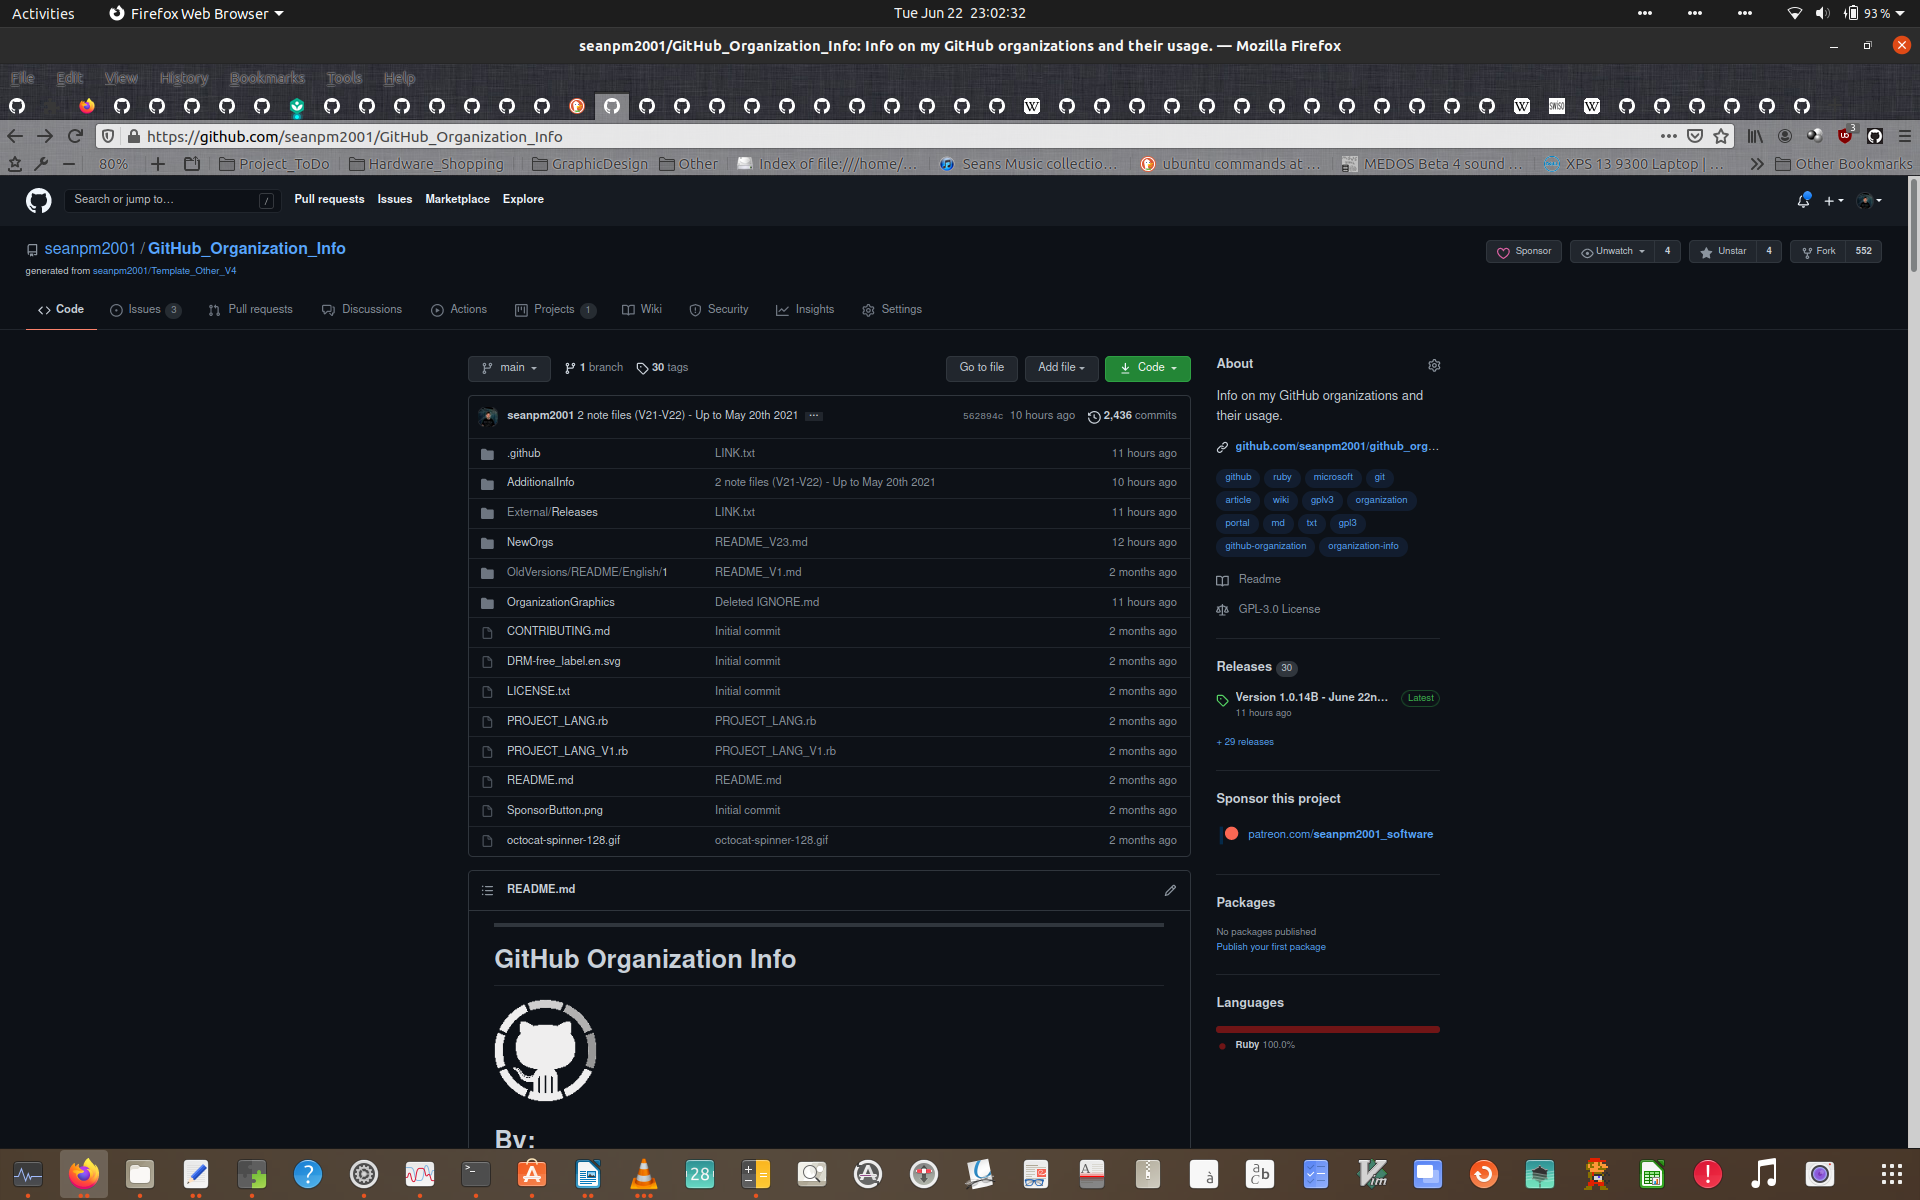 Activities Firefox Web Browser Tue Jun 22 23:02:32 93 %
seanpm2001/GitHub_Organization_Info: Info on my GitHub organizations and their usage. — Mozilla Firefox
File Edit View History Bookmarks Tools Help
https://github.com/seanpm2001/GitHub_Organization_Info 3
80% Project_ToDo Hardware_Shopping GraphicDesign Other Index of file:///home/... Seans Music collectio... ubuntu commands at ... MEDOS Beta 4 sound ... XPS 13 9300 Laptop | ... Other Bookmarks
Search or jump to... / Pull requests Issues Marketplace Explore
seanpm2001 / GitHub_Organization_Info Sponsor Unwatch 4 Unstar 4 Fork 552
generated from seanpm2001/Template_Other_V4
Code Issues 3 Pull requests Discussions Actions Projects 1 Wiki Security Insights Settings
main 1 branch 30 tags Go to file Add file Code
seanpm2001 2 note files (V21-V22) - Up to May 20th 2021 ... 562894c 10 hours ago 2,436 commits
.github LINK.txt 11 hours ago
AdditionalInfo 2 note files (V21-V22) - Up to May 20th 2021 10 hours ago
External/Releases LINK.txt 11 hours ago
NewOrgs README_V23.md 12 hours ago
OldVersions/README/English/1 README_V1.md 2 months ago
OrganizationGraphics Deleted IGNORE.md 11 hours ago
CONTRIBUTING.md Initial commit 2 months ago
DRM-free_label.en.svg Initial commit 2 months ago
LICENSE.txt Initial commit 2 months ago
PROJECT_LANG.rb PROJECT_LANG.rb 2 months ago
PROJECT_LANG_V1.rb PROJECT_LANG_V1.rb 2 months ago
README.md README.md 2 months ago
SponsorButton.png Initial commit 2 months ago
octocat-spinner-128.gif octocat-spinner-128.gif 2 months ago
README.md
GitHub Organization Info
By:
About
Info on my GitHub organizations and
their usage.
github.com/seanpm2001/github_org...
github ruby microsoft git
article wiki gplv3 organization
portal md txt gpl3
github-organization organization-info
Readme
GPL-3.0 License
Releases 30
Version 1.0.14B - June 22n... Latest
11 hours ago
+ 29 releases
Sponsor this project
patreon.com/seanpm2001_software
Packages
No packages published
Publish your first package
Languages
Ruby 100.0%
28
Vim